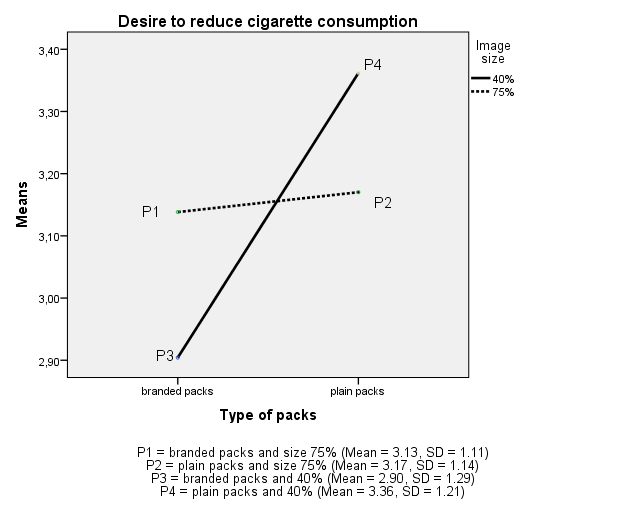 Desire to reduce cigarette consumption
3,40
3,30
3,20
3,10
3,00
2,90
Means
P1
P2
P3
P4
branded packs
plain packs
Type of packs
Image
size
40%
75%
P1 = branded packs and size 75% (Mean = 3.13, SD = 1.11)
P2 = plain packs and size 75% (Mean = 3.17, SD = 1.14)
P3 = branded packs and 40% (Mean = 2.90, SD = 1.29)
P4 = plain packs and 40% (Mean = 3.36, SD = 1.21)